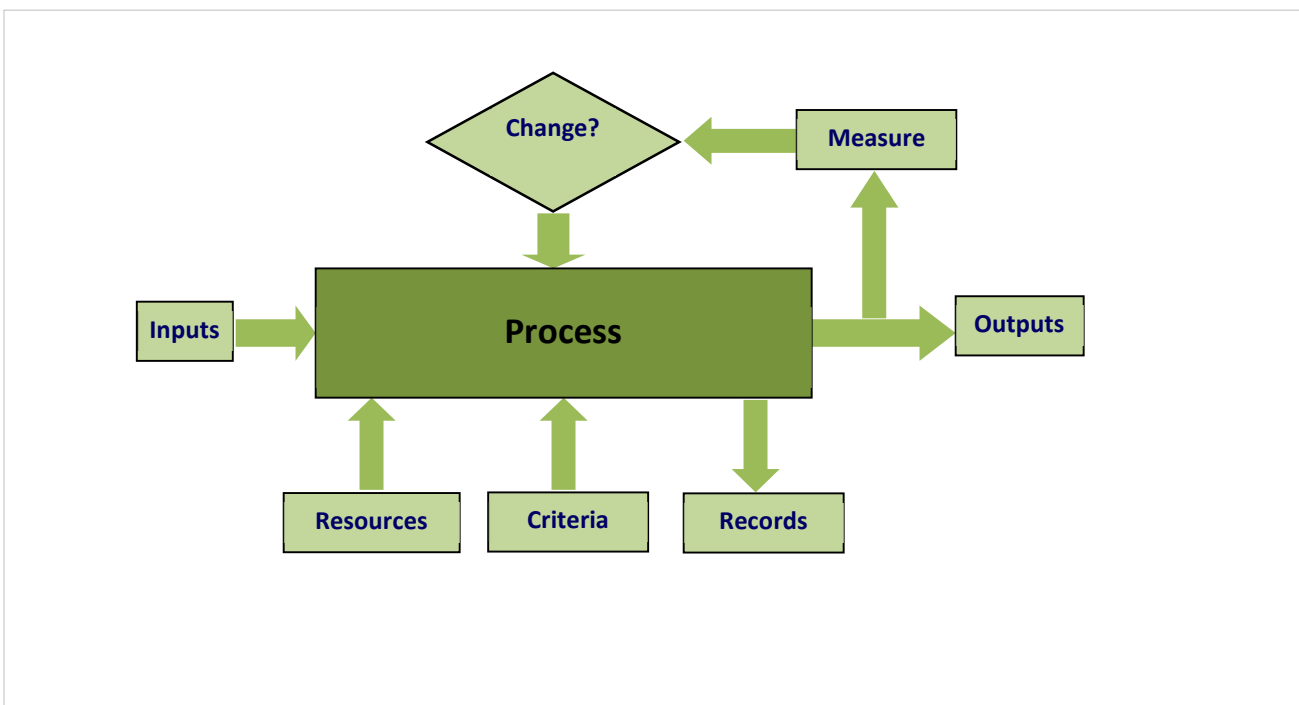 Change?
Measure
Inputs
Process
Outputs
Resources
Criteria
Records